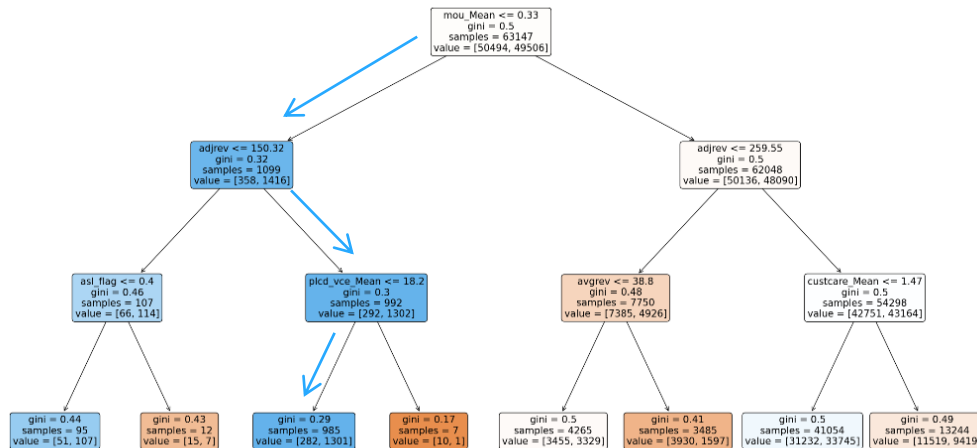 mou_Mean <= 0.33
gini = 0.5
samples = 63147
value = [50494, 49506]
adjrev <= 150.32
gini = 0.32
samples = 1099
value = [358, 1416]
adjrev <= 259.55
gini = 0.5
samples = 62048
value = [50136, 48090]
asl_flag <= 0.4
gini = 0.46
samples = 107
value = [66, 114]
plcd_vce_Mean <= 18.2
gini = 0.3
samples = 992
value = [292, 1302]
avgrev <= 38.8
gini = 0.48
samples = 7750
value = [7385, 4926]
custcare_Mean <= 1.47
gini = 0.5
samples = 54298
value = [42751, 43164]
gini = 0.44
samples = 95
value = [51, 107]
gini = 0.43
samples = 12
value = [15, 7]
gini = 0.29
samples = 985
value = [282, 1301]
gini = 0.17
samples = 7
value = [10, 1]
gini = 0.5
samples = 4265
value = [3455, 3329]
gini = 0.41
samples = 3485
value = [3930, 1597]
gini = 0.5
samples = 41054
value = [31232, 33745]
gini = 0.49
samples = 13244
value = [11519, 94